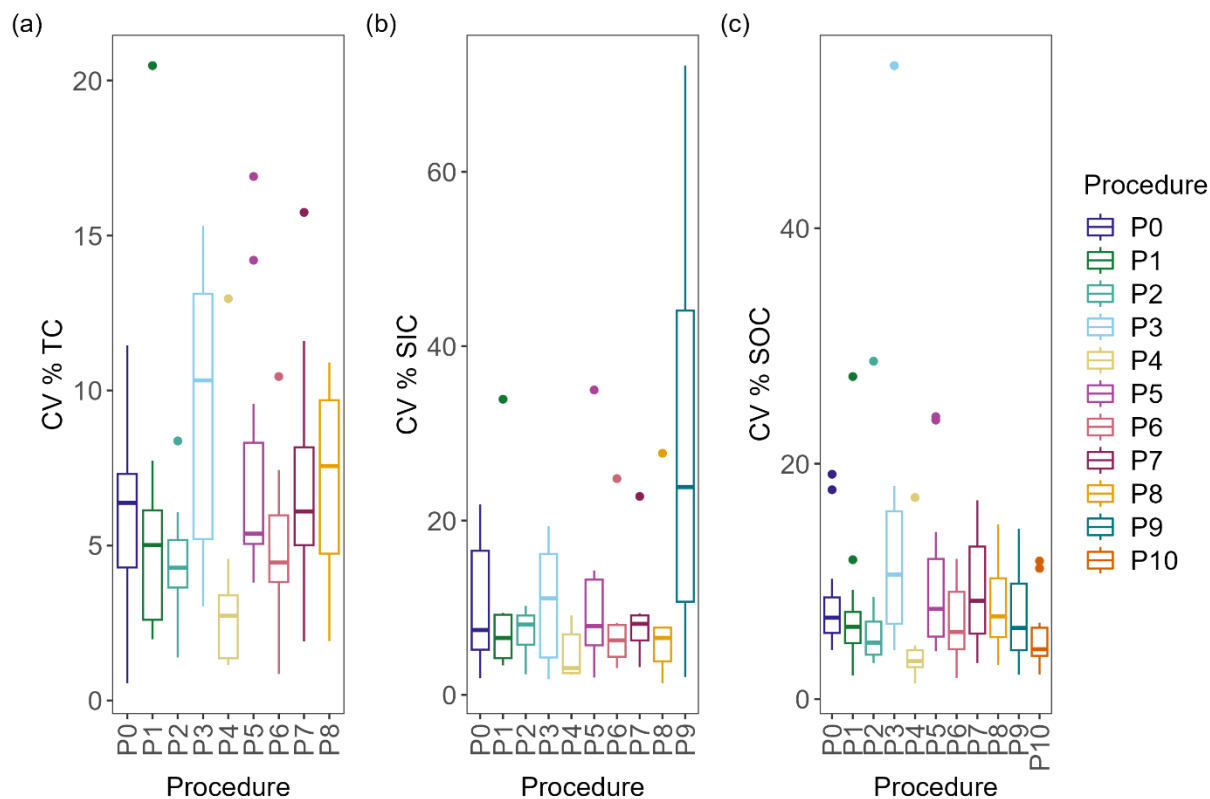 (a)
20
15
10
5
0
CV % TC
P0 P1 P2 P3 P4 P5 P6 P7 P8
Procedure
(b)
60
40
20
0
CV % SIC
P0 P1 P2 P3 P4 P5 P6 P7 P8 P9
Procedure
(c)
40
20
0
CV % SOC
P0 P1 P2 P3 P4 P5 P6 P7 P8 P9 P10
Procedure
Procedure
P0
P1
P2
P3
P4
P5
P6
P7
P8
P9
P10